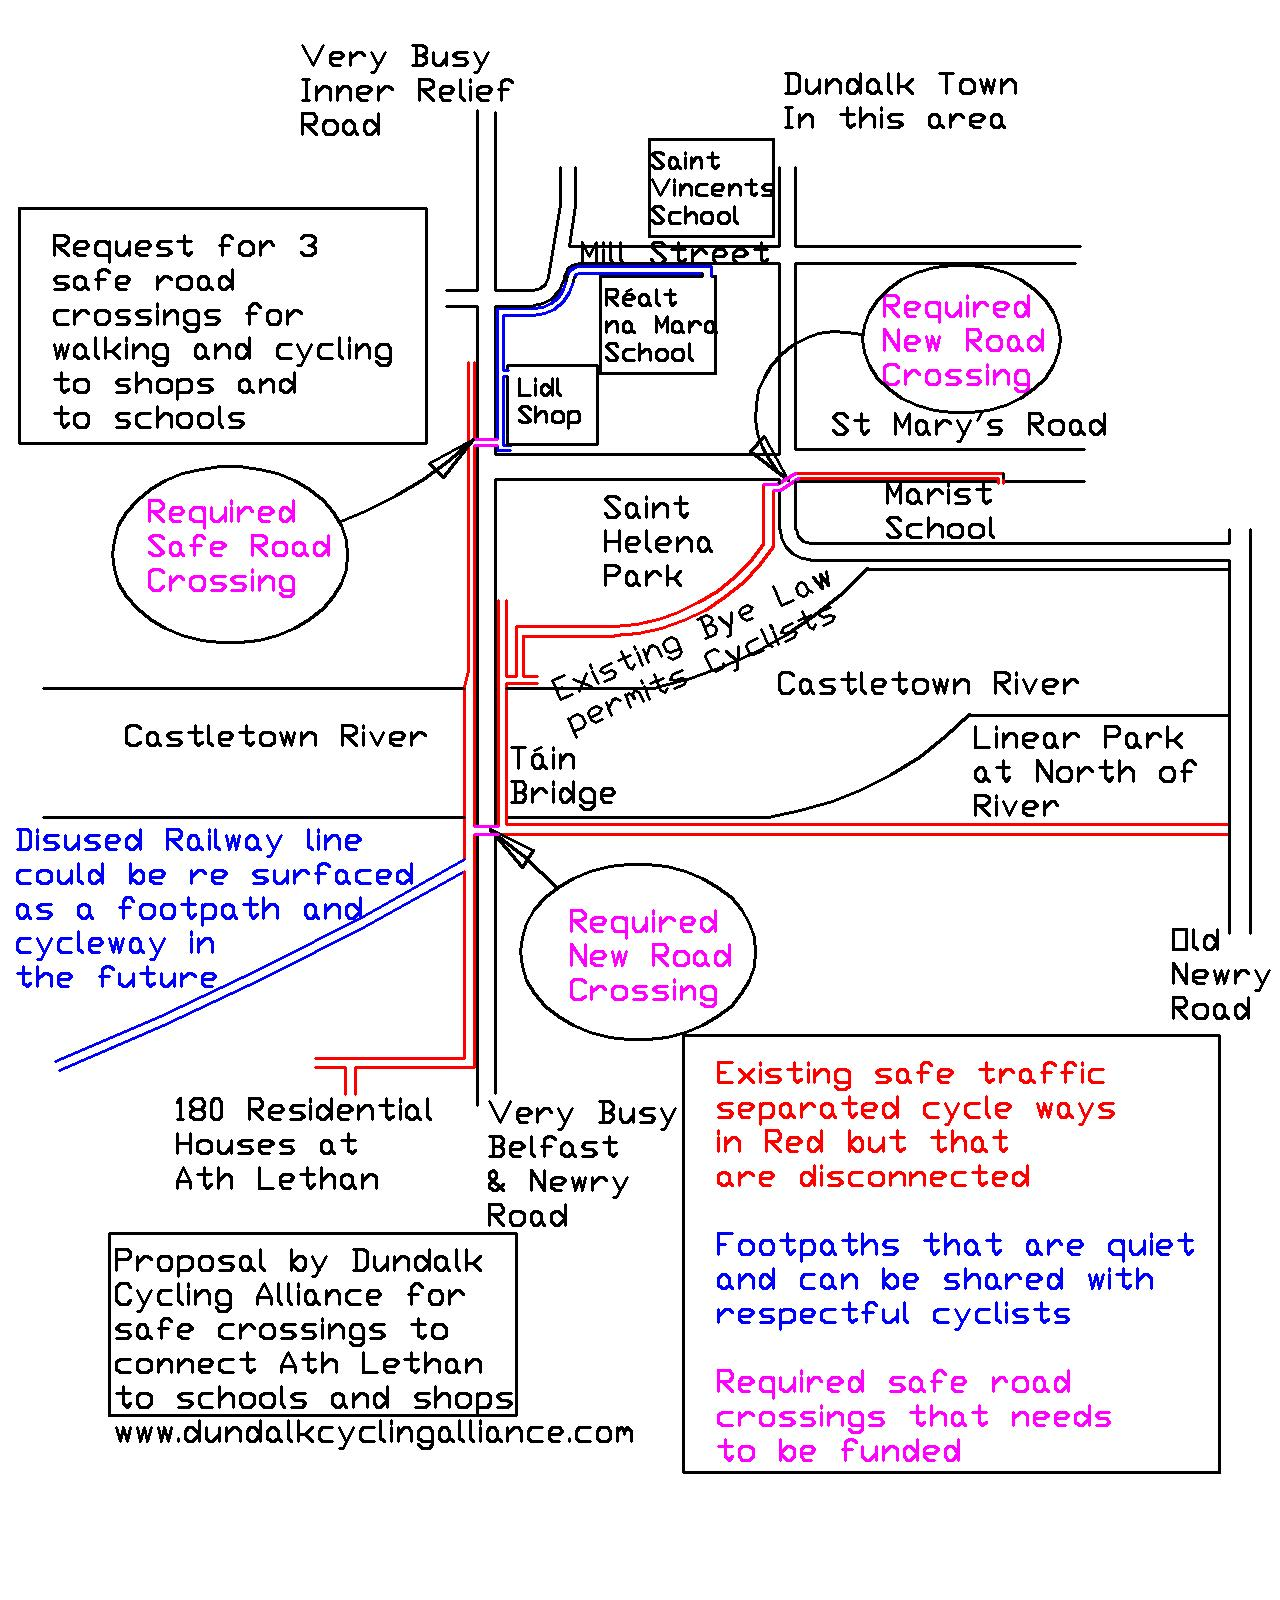 Very Busy
Inner Relief
Road
Dundalk Town
In this area
Saint
Vincents
School
Mill Street
Request for 3
safe road
crossings for
walking and cycling
to shops and
to schools
Réalt
na Mara
School
Required
New Road
Crossing
Lidl
Shop
St Mary's Road
Required
Safe Road
Crossing
Saint
Helena
Park
Marist
School
Existing Bye Law
permits Cyclists
Castletown River
Castletown River
Táin
Bridge
Linear Park
at North of
River
Disused Railway line
could be re surfaced
as a footpath and
cycleway in
the future
Required
New Road
Crossing
Old
Newry
Road
180 Residential
Houses at
Ath Lethan
Very Busy
Belfast
& Newry
Road
Existing safe traffic
separated cycle ways
in Red but that
are disconnected
Footpaths that are quiet
and can be shared with
respectful cyclists
Required safe road
crossings that needs
to be funded
Proposal by Dundalk
Cycling Alliance for
safe crossings to
connect Ath Lethan
to schools and shops
www.dundalkcyclingalliance.com